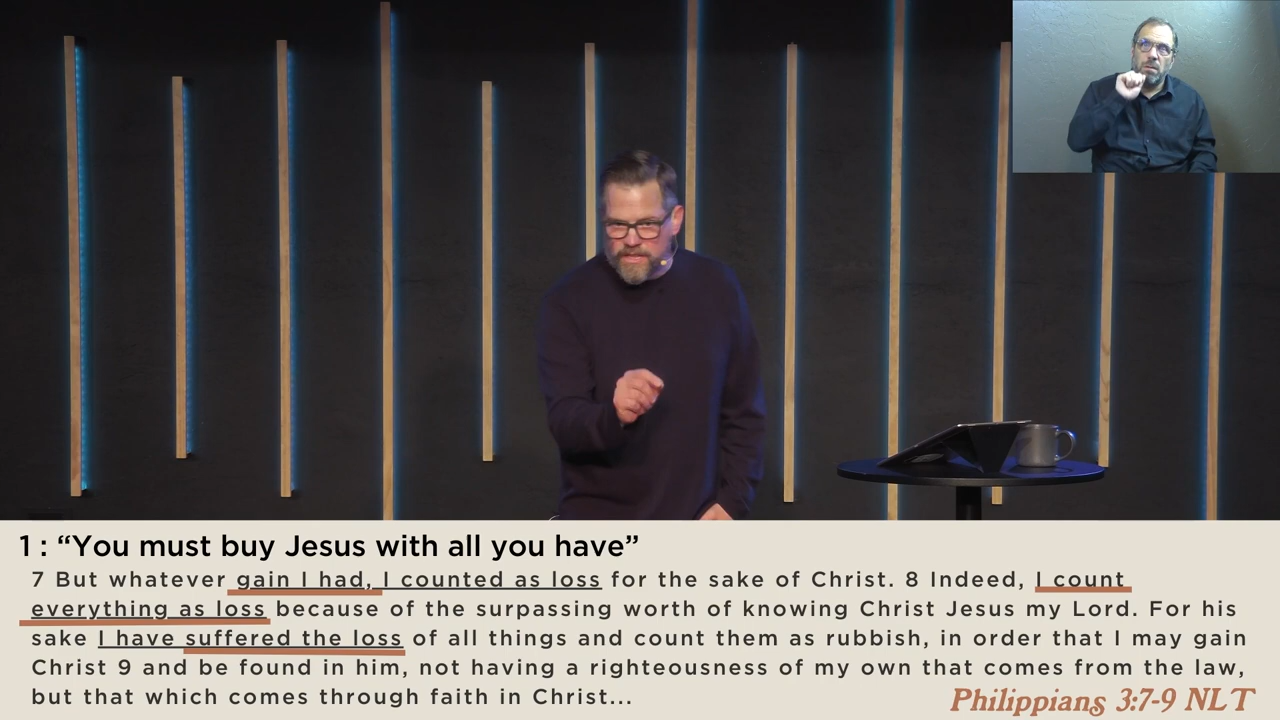 1 : “You must buy Jesus with all you have”
7 But whatever gain I had, I counted as loss for the sake of Christ. 8 Indeed, I count
everything as loss because of the surpassing worth of knowing Christ Jesus my Lord. For his
sake I have suffered the loss of all things and count them as rubbish, in order that I may gain
Christ 9 and be found in him, not having a righteousness of my own that comes from the law,
but that which comes through faith in Christ...
Philippians 3:7-9 NLT